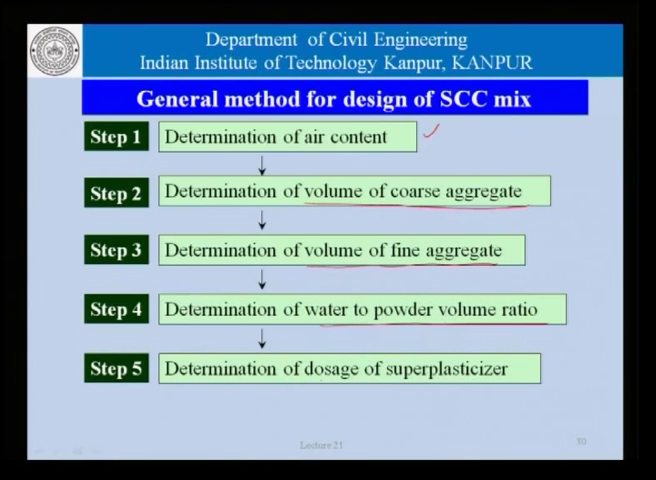 Department of Civil Engineering
Indian Institute of Technology Kanpur, KANPUR
General method for design of SCC mix
Step 1 Determination of air content
Step 2 Determination of volume of coarse aggregate
Step 3 Determination of volume of fine aggregate
Step 4 Determination of water to powder volume ratio
Step 5 Determination of dosage of superplasticizer
Lecture 21